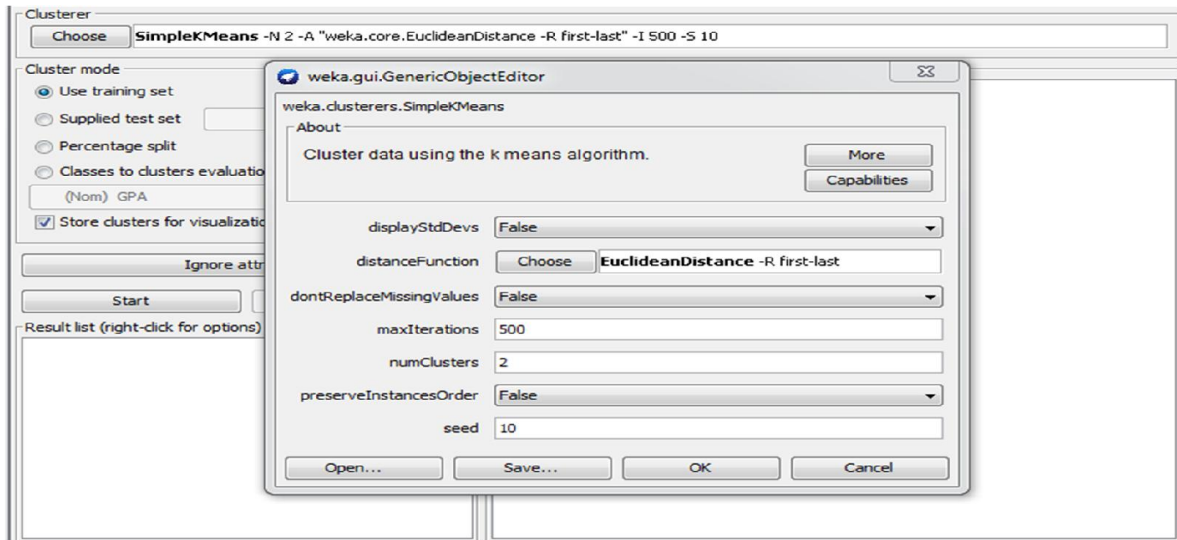 Clusterer
Choose SimpleKMeans -N 2 -A "weka.core.EuclideanDistance -R first-last" -I 500 -S 10
Cluster mode
Use training set
Supplied test set
Percentage split
Classes to clusters evaluatio
(Nom) GPA
Store clusters for visualizatio
Ignore attr
Start
Result list (right-click for options)
weka.gui.GenericObjectEditor
weka.clusterers.SimpleKMeans
About
Cluster data using the k means algorithm.
More
Capabilities
displayStdDevs False
distanceFunction Choose EuclideanDistance -R first-last
dontReplaceMissingValues False
maxIterations 500
numClusters 2
preserveInstancesOrder False
seed 10
Open... Save... OK Cancel